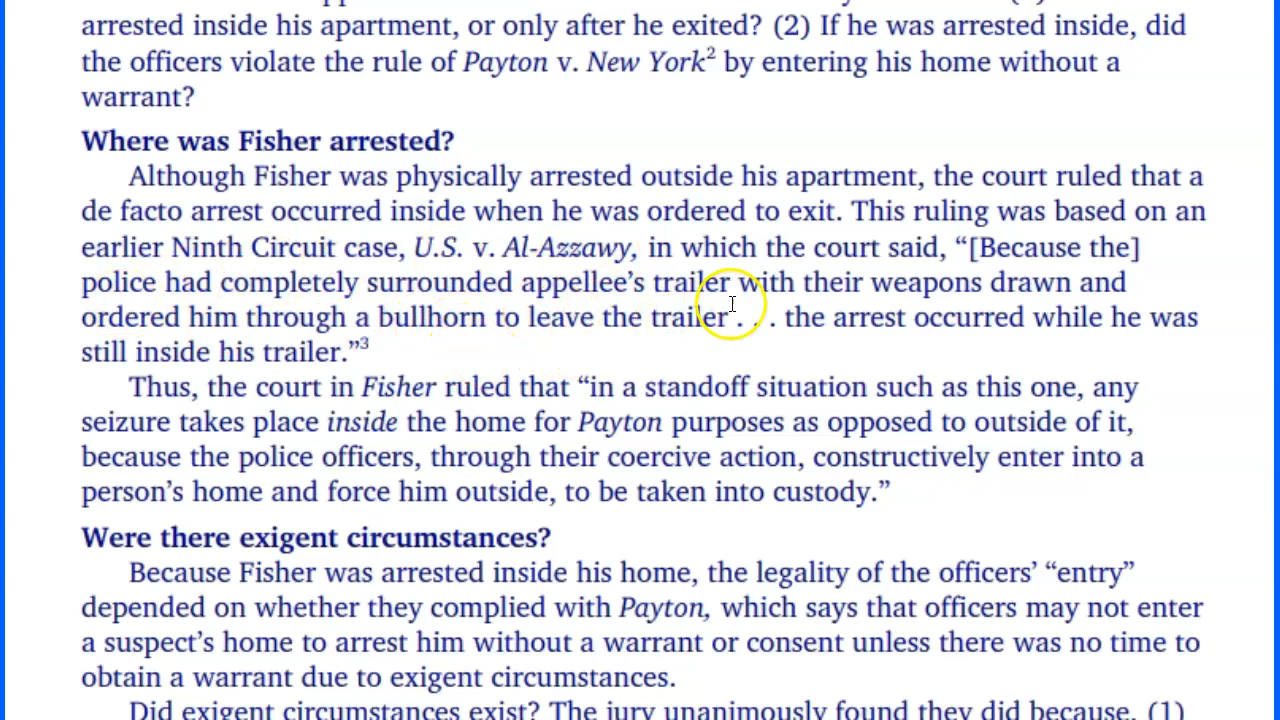 arrested inside his apartment, or only after he exited? (2) If he was arrested inside, did
the officers violate the rule of Payton v. New York² by entering his home without a
warrant?
Where was Fisher arrested?
Although Fisher was physically arrested outside his apartment, the court ruled that a
de facto arrest occurred inside when he was ordered to exit. This ruling was based on an
earlier Ninth Circuit case, U.S. v. Al-Azzawy, in which the court said, “[Because the]
police had completely surrounded appellee’s trailer with their weapons drawn and
ordered him through a bullhorn to leave the trailer . . . the arrest occurred while he was
still inside his trailer.”³
Thus, the court in Fisher ruled that “in a standoff situation such as this one, any
seizure takes place inside the home for Payton purposes as opposed to outside of it,
because the police officers, through their coercive action, constructively enter into a
person’s home and force him outside, to be taken into custody.”
Were there exigent circumstances?
Because Fisher was arrested inside his home, the legality of the officers’ “entry”
depended on whether they complied with Payton, which says that officers may not enter
a suspect’s home to arrest him without a warrant or consent unless there was no time to
obtain a warrant due to exigent circumstances.
Did exigent circumstances exist? The jury unanimously found they did because, (1)